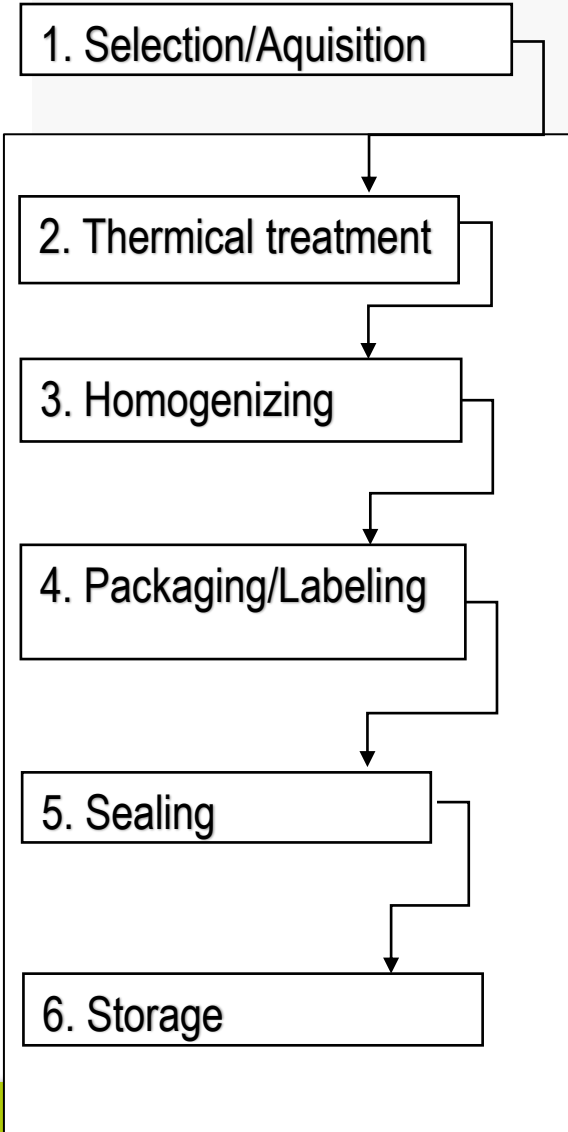 1. Selection/Aquisition
2. Thermical treatment
3. Homogenizing
4. Packaging/Labeling
5. Sealing
6. Storage